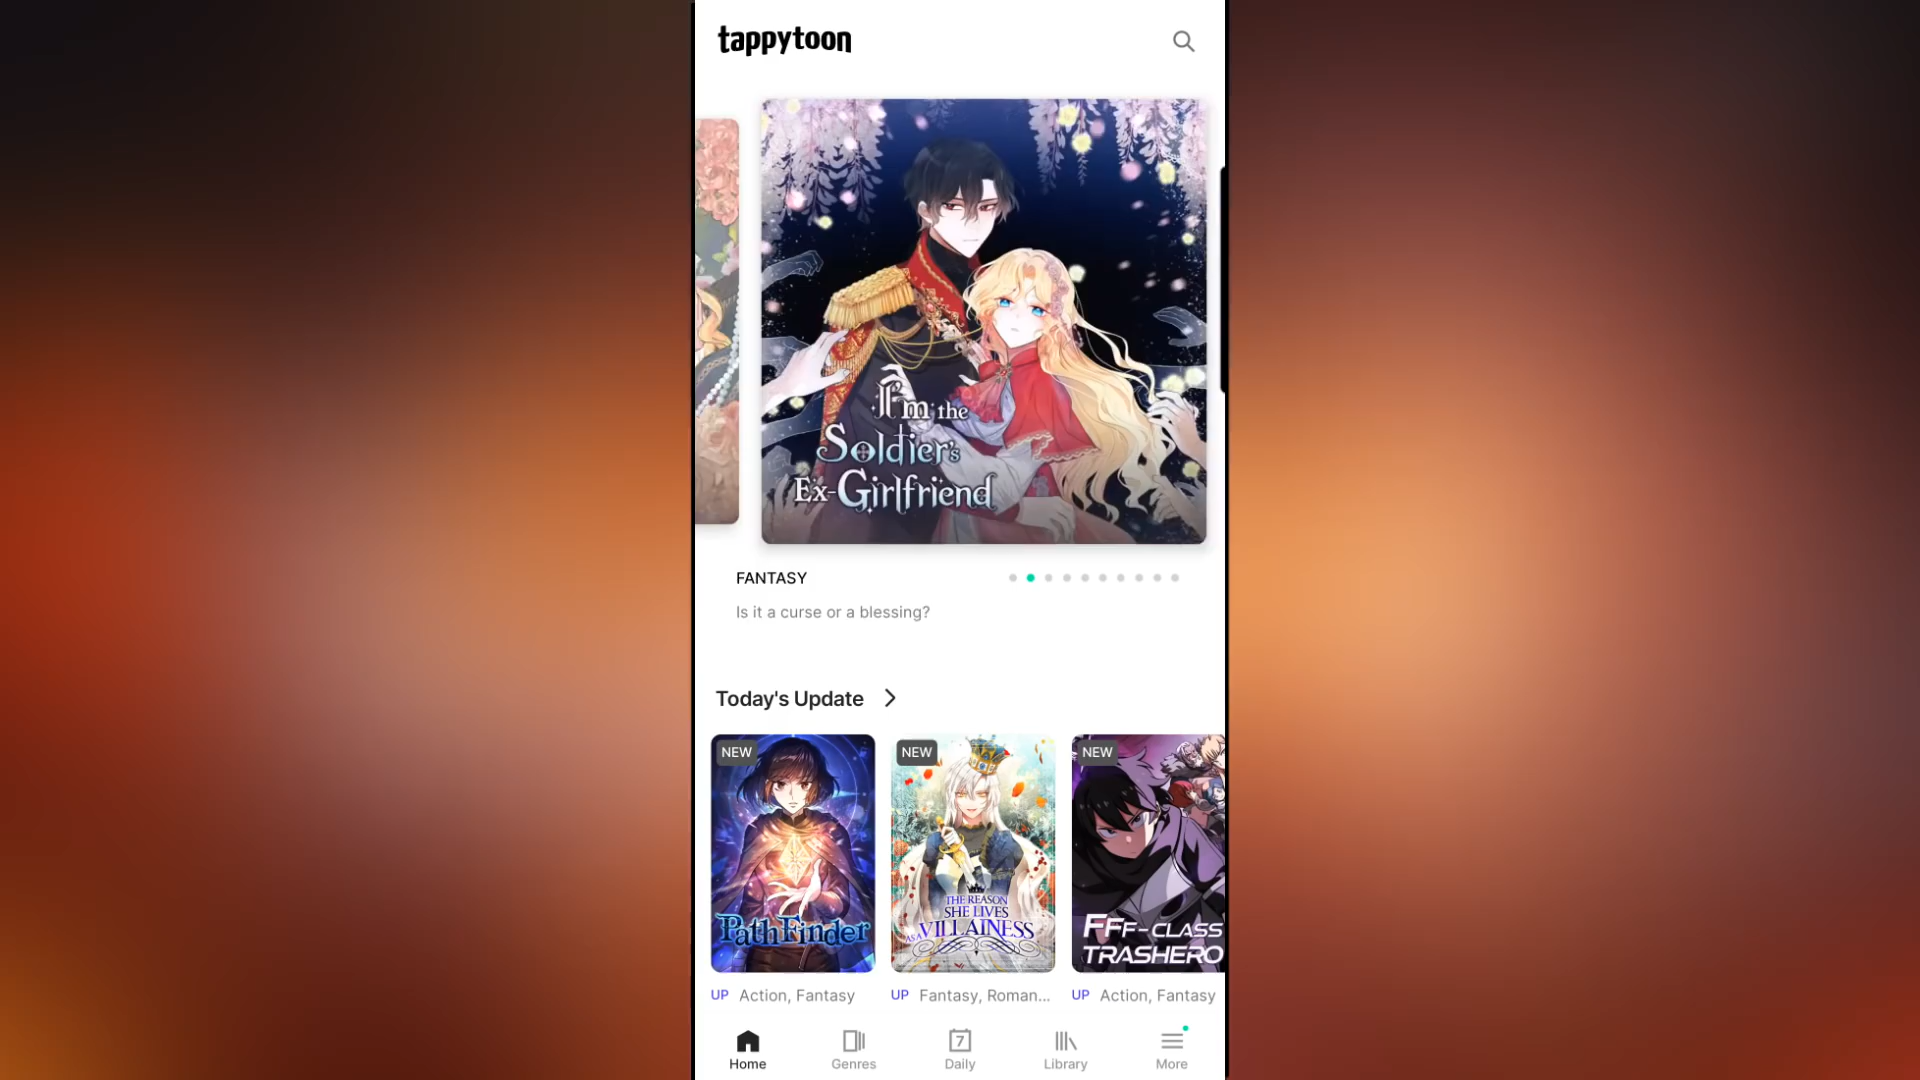 tappytoon
I'm the
Soldier's
Ex-Girlfriend
FANTASY
Is it a curse or a blessing?
Today's Update
NEW
PathFinder
UP Action, Fantasy
NEW
THE REASON
SHE LIVES
AS A VILLAINESS
UP Fantasy, Roman...
NEW
FFF-CLASS
TRASHERO
UP Action, Fantasy
Home
Genres
7
Daily
Library
More